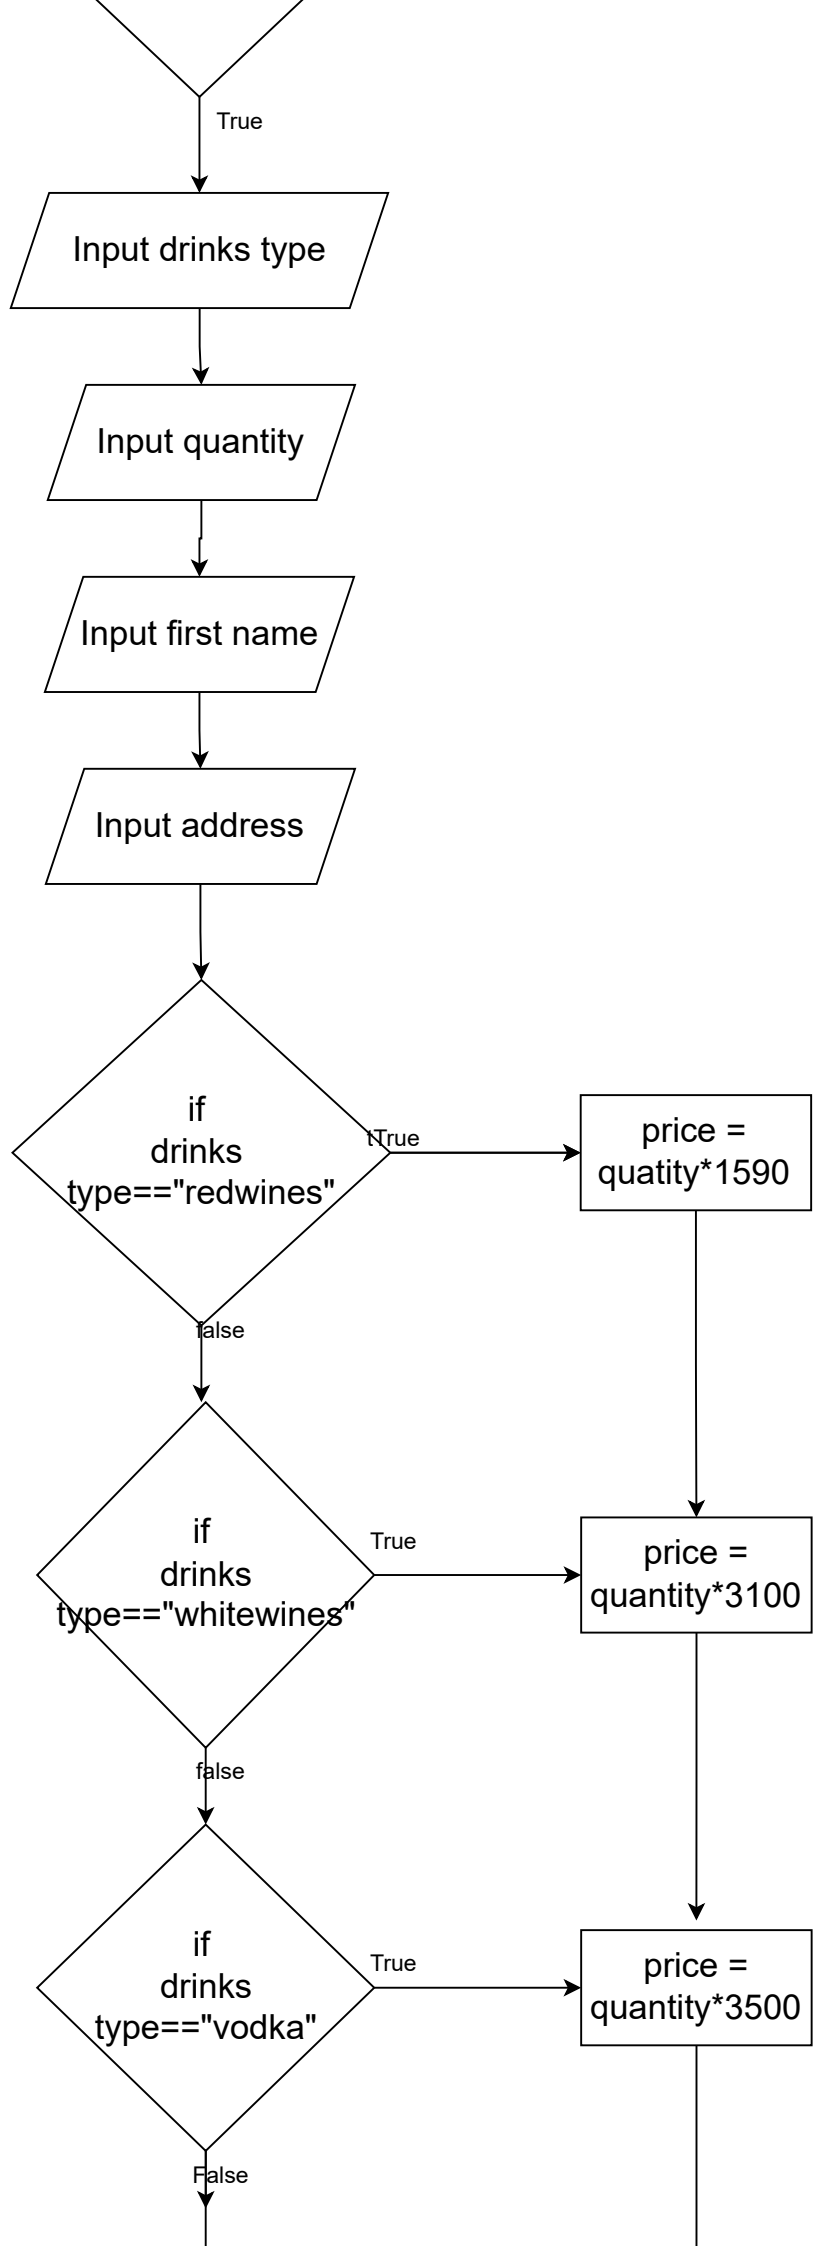 True
Input drinks type
Input quantity
Input first name
Input address
if
drinks
type=="redwines"
tTrue
price =
quatity*1590
false
if
drinks
type=="whitewines"
True
price =
quantity*3100
false
if
drinks
type=="vodka"
True
price =
quantity*3500
False